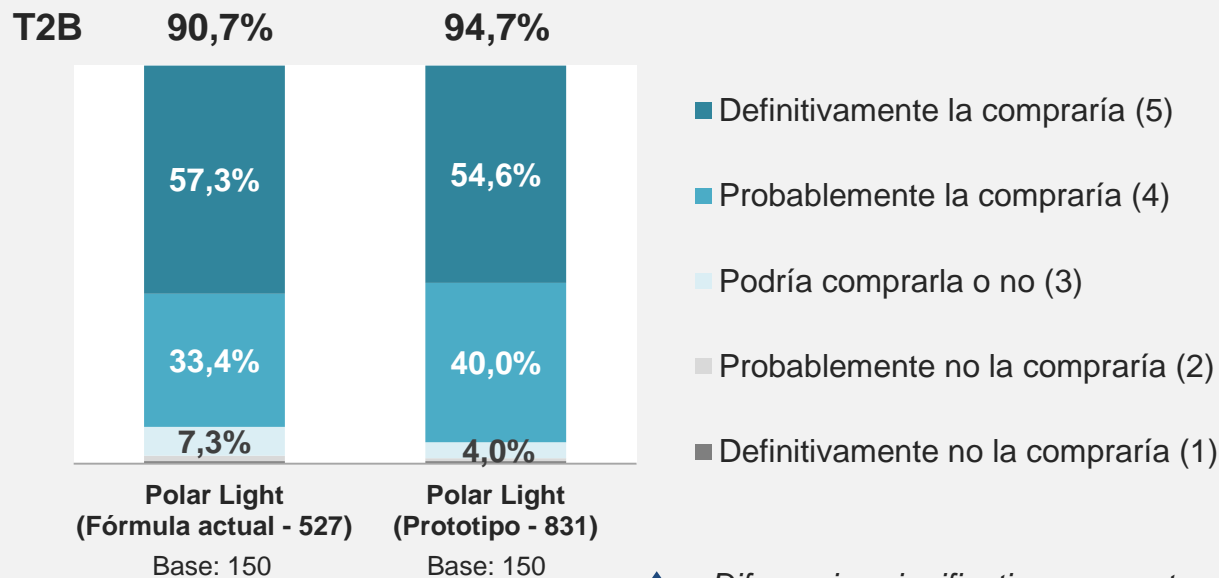 T2B 90,7% 94,7%
57,3% 54,6%
33,4% 40,0%
7,3% 4,0%
Definitivamente la compraría (5)
Probablemente la compraría (4)
Podría comprarla o no (3)
Probablemente no la compraría (2)
Definitivamente no la compraría (1)
Polar Light Polar Light
(Fórmula actual - 527) (Prototipo - 831)
Base: 150 Base: 150